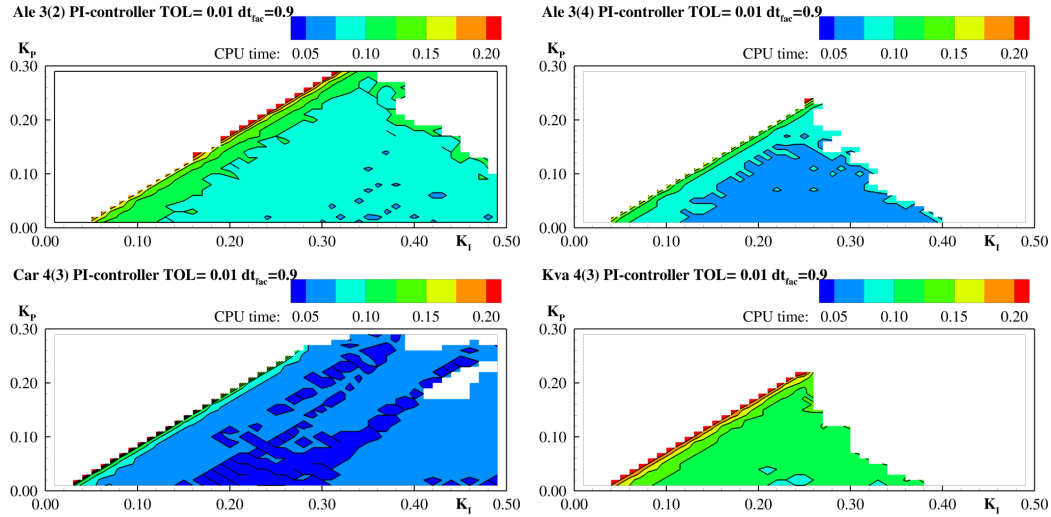 Ale 3(2) PI-controller TOL= 0.01 dtfac=0.9
CPU time: 0.05 0.10 0.15 0.20
KP
0.30
0.20
0.10
0.00
0.00 0.10 0.20 0.30 0.40 KI 0.50
Ale 3(4) PI-controller TOL= 0.01 dtfac=0.9
CPU time: 0.05 0.10 0.15 0.20
KP
0.30
0.20
0.10
0.00
0.00 0.10 0.20 0.30 0.40 KI 0.50
Car 4(3) PI-controller TOL= 0.01 dtfac=0.9
CPU time: 0.05 0.10 0.15 0.20
KP
0.30
0.20
0.10
0.00
0.00 0.10 0.20 0.30 0.40 KI 0.50
Kva 4(3) PI-controller TOL= 0.01 dtfac=0.9
CPU time: 0.05 0.10 0.15 0.20
KP
0.30
0.20
0.10
0.00
0.00 0.10 0.20 0.30 0.40 KI 0.50